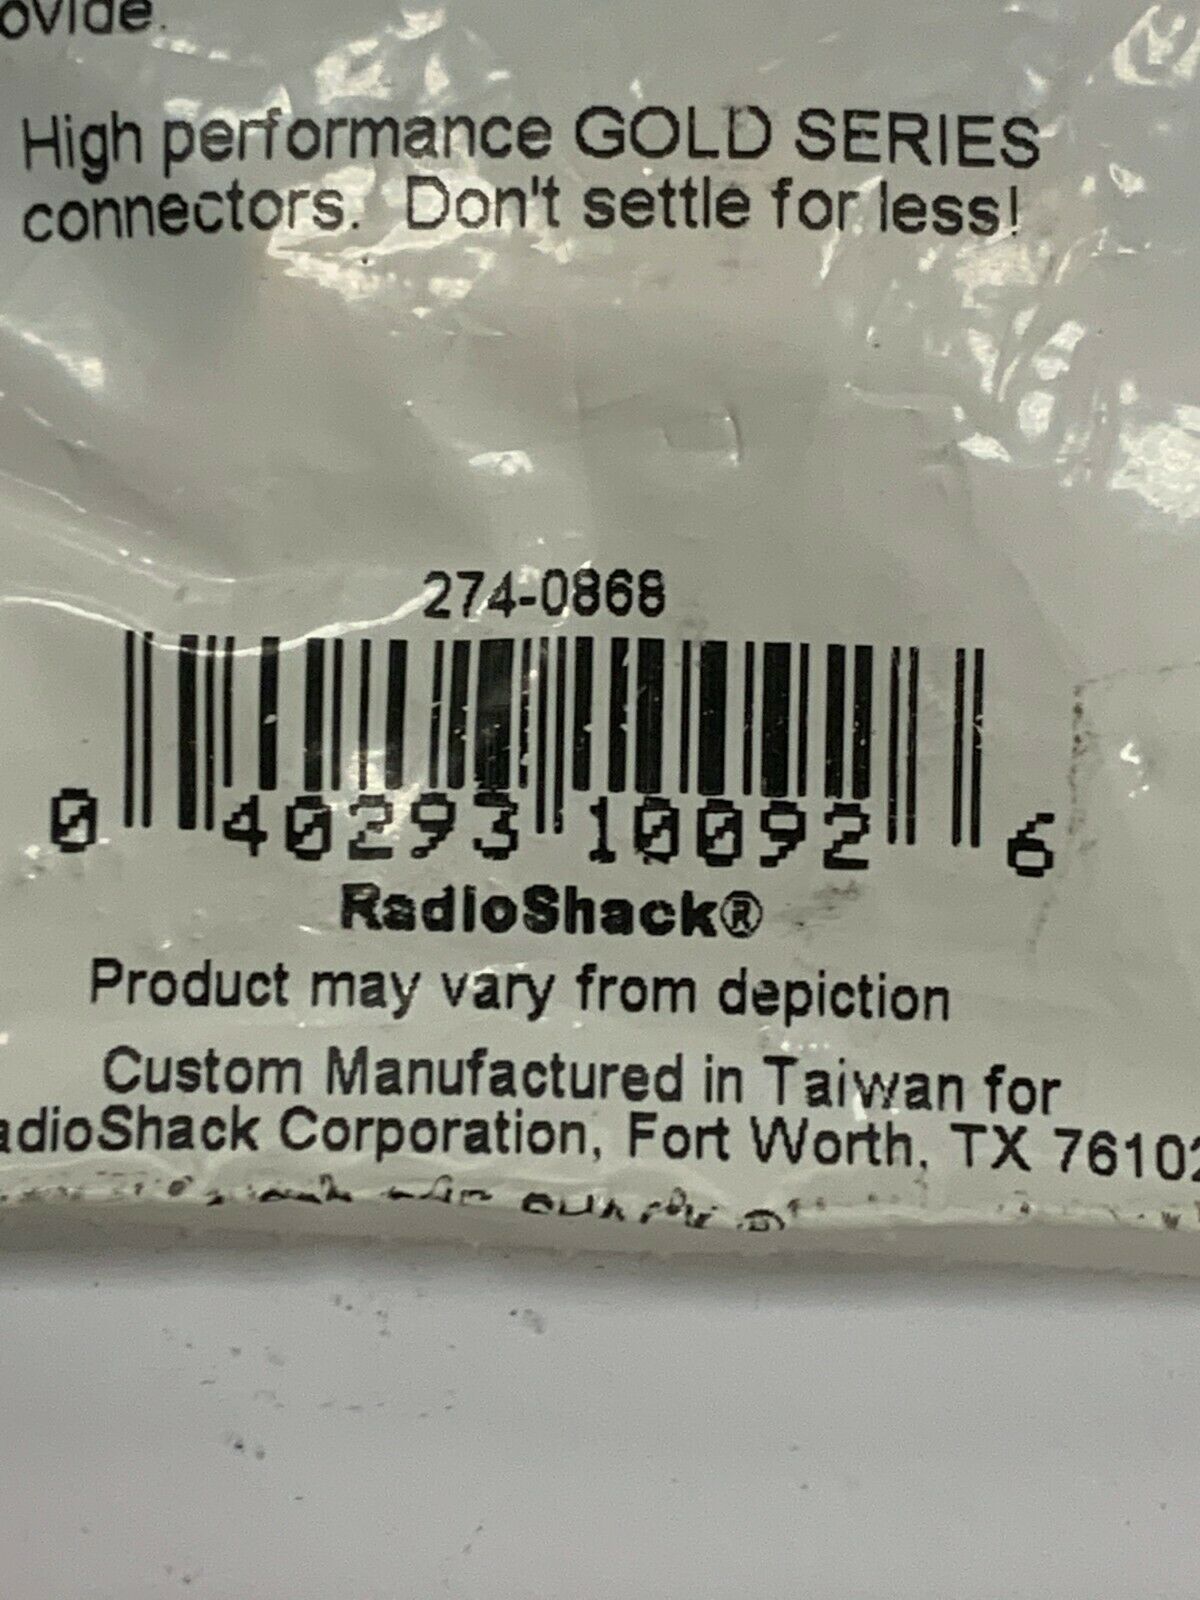 High performance GOLD SERIES
connectors. Don't settle for less!
274-0868
0 40293 10092 6
RadioShack®
Product may vary from depiction
Custom Manufactured in Taiwan for
adioShack Corporation, Fort Worth, TX 76102